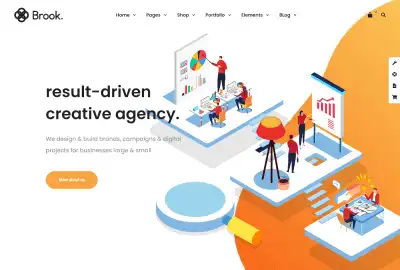 Brook.
Home Pages Shop Portfolio Elements BLog
result-driven
creative agency.
We design & build brands, campaigns & digital
projects for businesses large & small